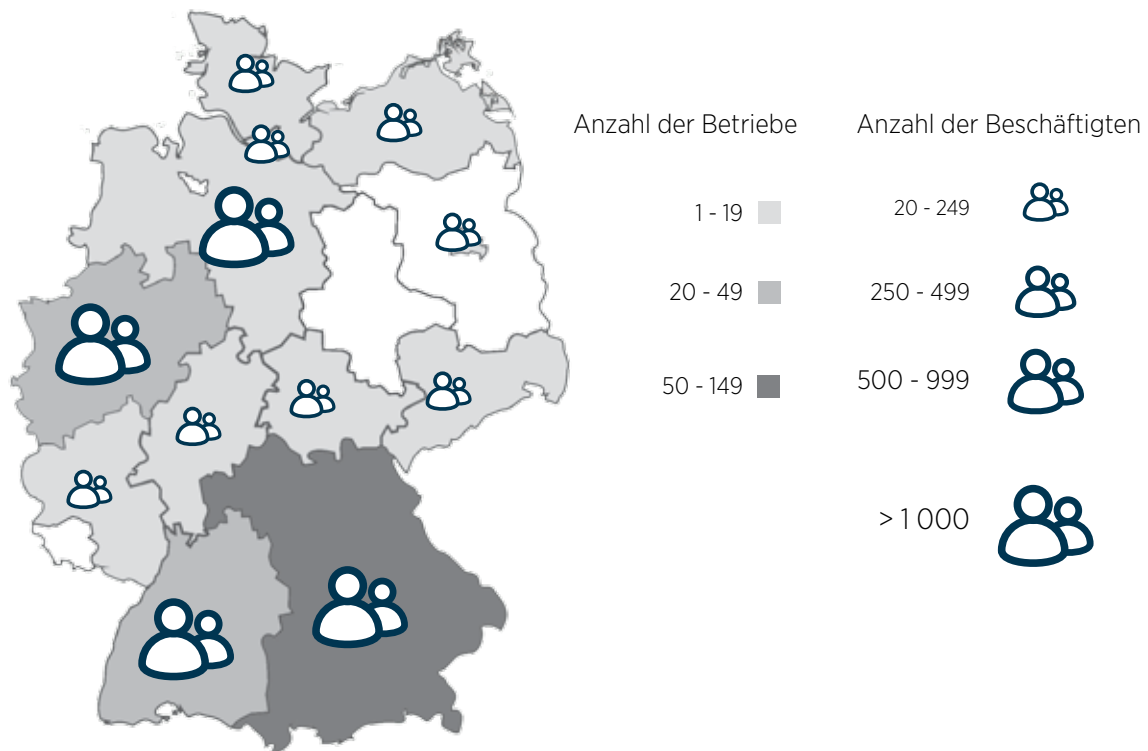 Anzahl der Betriebe
1 - 19
20 - 49
50 - 149
Anzahl der Beschäftigten
20 - 249
250 - 499
500 - 999
> 1 000